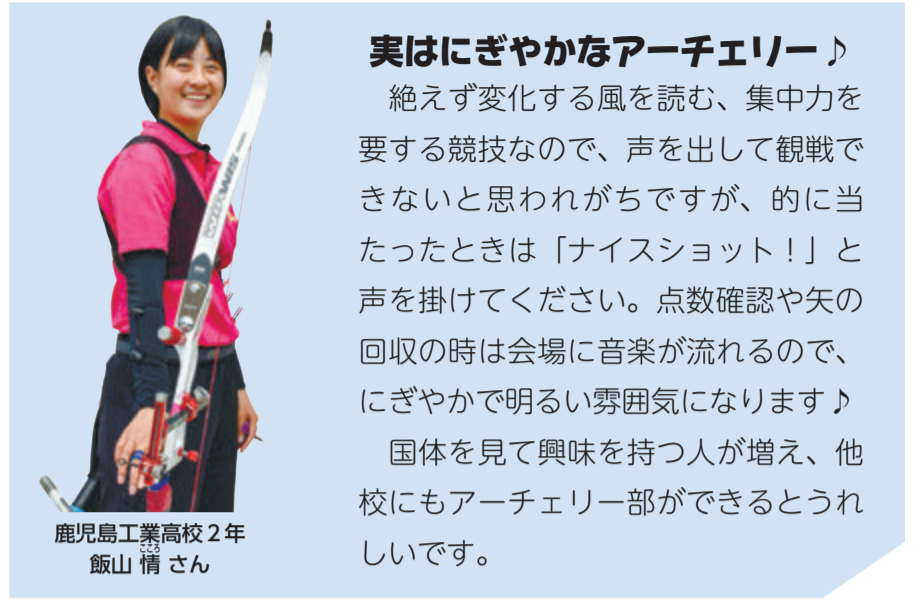 実はにぎやかなアーチェリー♪
絶えず変化する風を読む、集中力を
要する競技なので、声を出して観戦で
きないと思われがちですが、的に当
たったときは「ナイスショット！」と
声を掛けてください。点数確認や矢の
回収の時は会場に音楽が流れるので、
にぎやかで明るい雰囲気になります♪
国体を見て興味を持つ人が増え、他
校にもアーチェリー部ができるとうれ
しいです。
鹿児島工業高校２年
こころ
飯山 情 さん